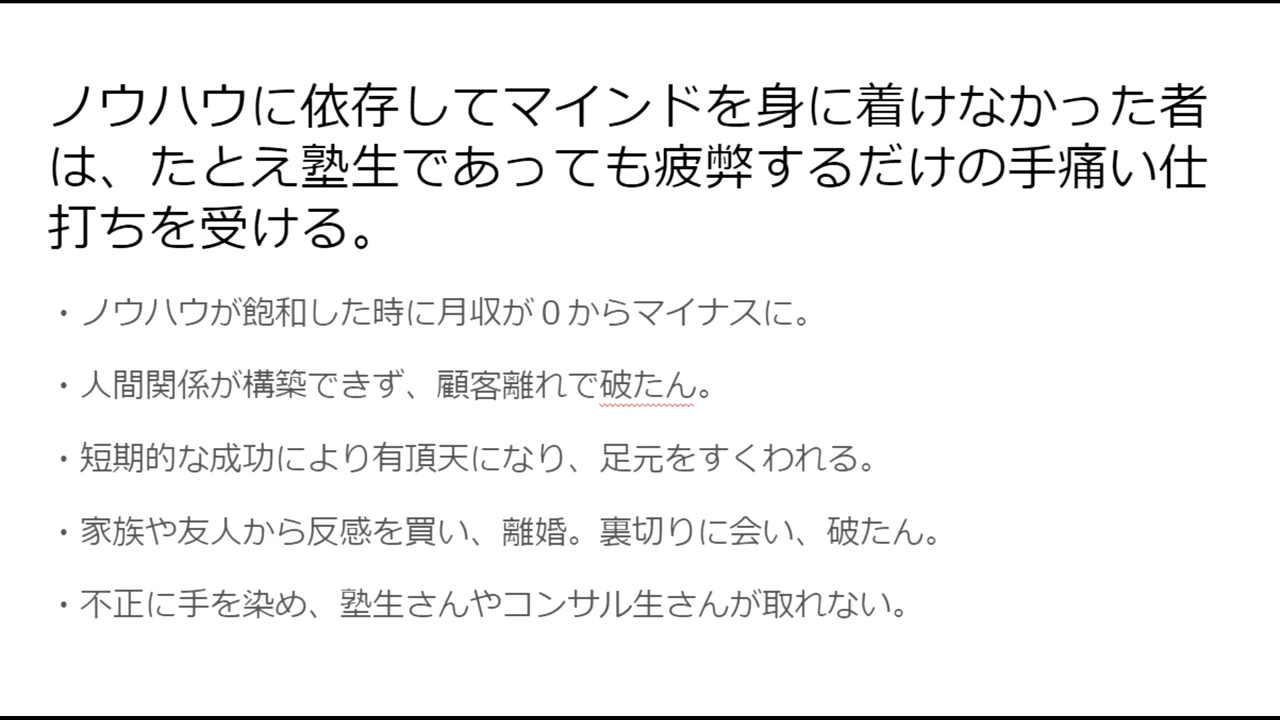 ノウハウに依存してマインドを身に着けなかった者
は、たとえ塾生であっても疲弊するだけの手痛い仕
打ちを受ける。
・ノウハウが飽和した時に月収が０からマイナスに。
・人間関係が構築できず、顧客離れで破たん。
・短期的な成功により有頂天になり、足元をすくわれる。
・家族や友人から反感を買い、離婚。裏切りに会い、破たん。
・不正に手を染め、塾生さんやコンサル生さんが取れない。